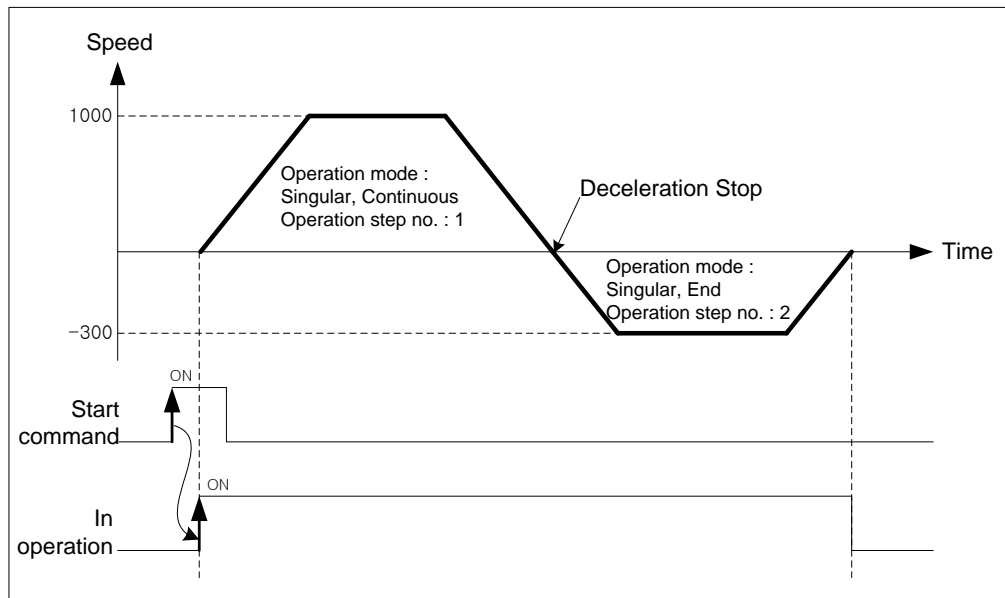 Speed
1000
Operation mode :
Singular, Continuous
Operation step no. : 1
Deceleration Stop
Time
Operation mode :
Singular, End
Operation step no. : 2
−300
ON
Start
command
ON
In
operation